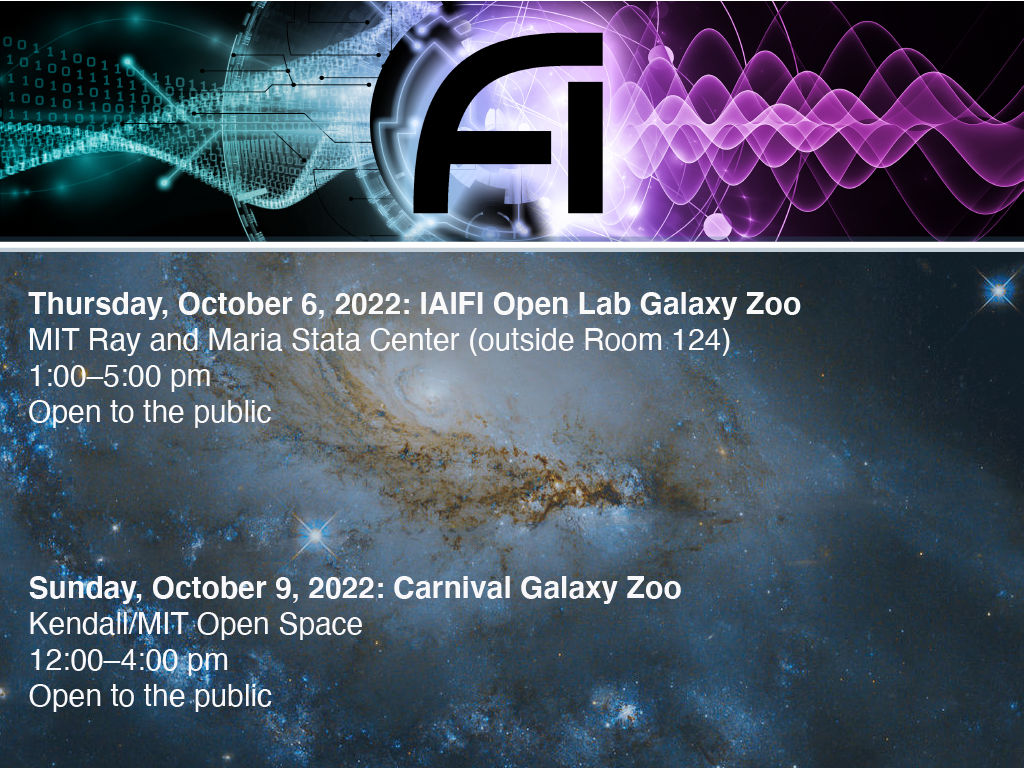 Fi
Thursday, October 6, 2022: IAIFI Open Lab Galaxy Zoo
MIT Ray and Maria Stata Center (outside Room 124)
1:00–5:00 pm
Open to the public
Sunday, October 9, 2022: Carnival Galaxy Zoo
Kendall/MIT Open Space
12:00–4:00 pm
Open to the public